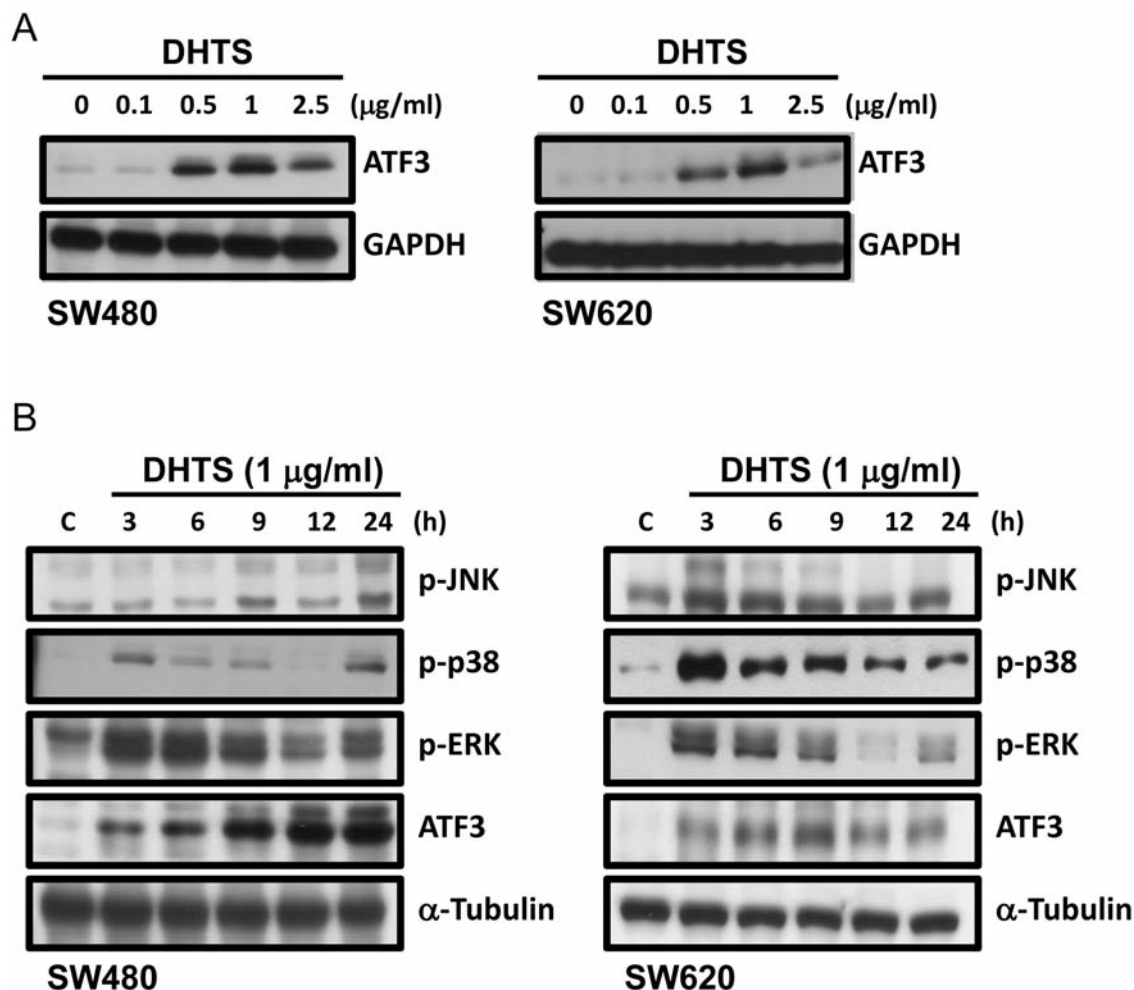 A
DHTS
0 0.1 0.5 1 2.5 (μg/ml)
ATF3
GAPDH
SW480
DHTS
0 0.1 0.5 1 2.5 (μg/ml)
ATF3
GAPDH
SW620
B
DHTS (1 μg/ml)
C 3 6 9 12 24 (h)
p-JNK
p-p38
p-ERK
ATF3
α-Tubulin
SW480
DHTS (1 μg/ml)
C 3 6 9 12 24 (h)
p-JNK
p-p38
p-ERK
ATF3
α-Tubulin
SW620